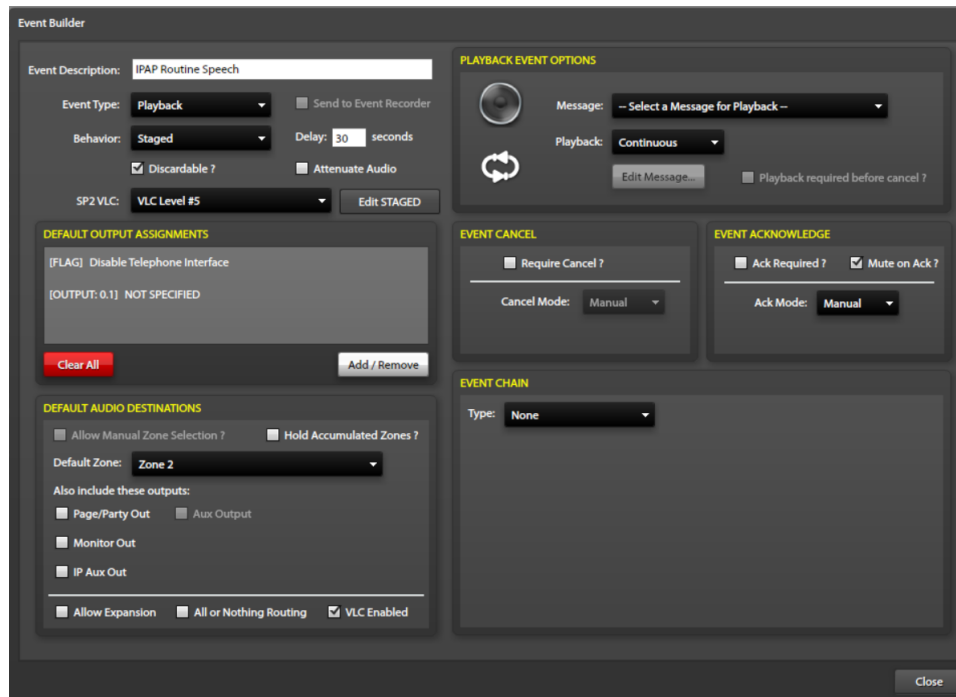 Event Builder
Event Description: IPAP Routine Speech
Event Type: Playback
Send to Event Recorder
Behavior: Staged
Delay: 30 seconds
Discardable ?
Attenuate Audio
SP2 VLC: VLC Level #5
Edit STAGED
DEFAULT OUTPUT ASSIGNMENTS
[FLAG] Disable Telephone Interface
[OUTPUT: 0.1] NOT SPECIFIED
Clear All
Add / Remove
DEFAULT AUDIO DESTINATIONS
Allow Manual Zone Selection ?
Hold Accumulated Zones ?
Default Zone: Zone 2
Also include these outputs:
Page/Party Out
Aux Output
Monitor Out
IP Aux Out
Allow Expansion
All or Nothing Routing
VLC Enabled
PLAYBACK EVENT OPTIONS
Message: -- Select a Message for Playback --
Playback: Continuous
Edit Message...
Playback required before cancel ?
EVENT CANCEL
Require Cancel ?
Cancel Mode: Manual
EVENT ACKNOWLEDGE
Ack Required ?
Mute on Ack ?
Ack Mode: Manual
EVENT CHAIN
Type: None
Close